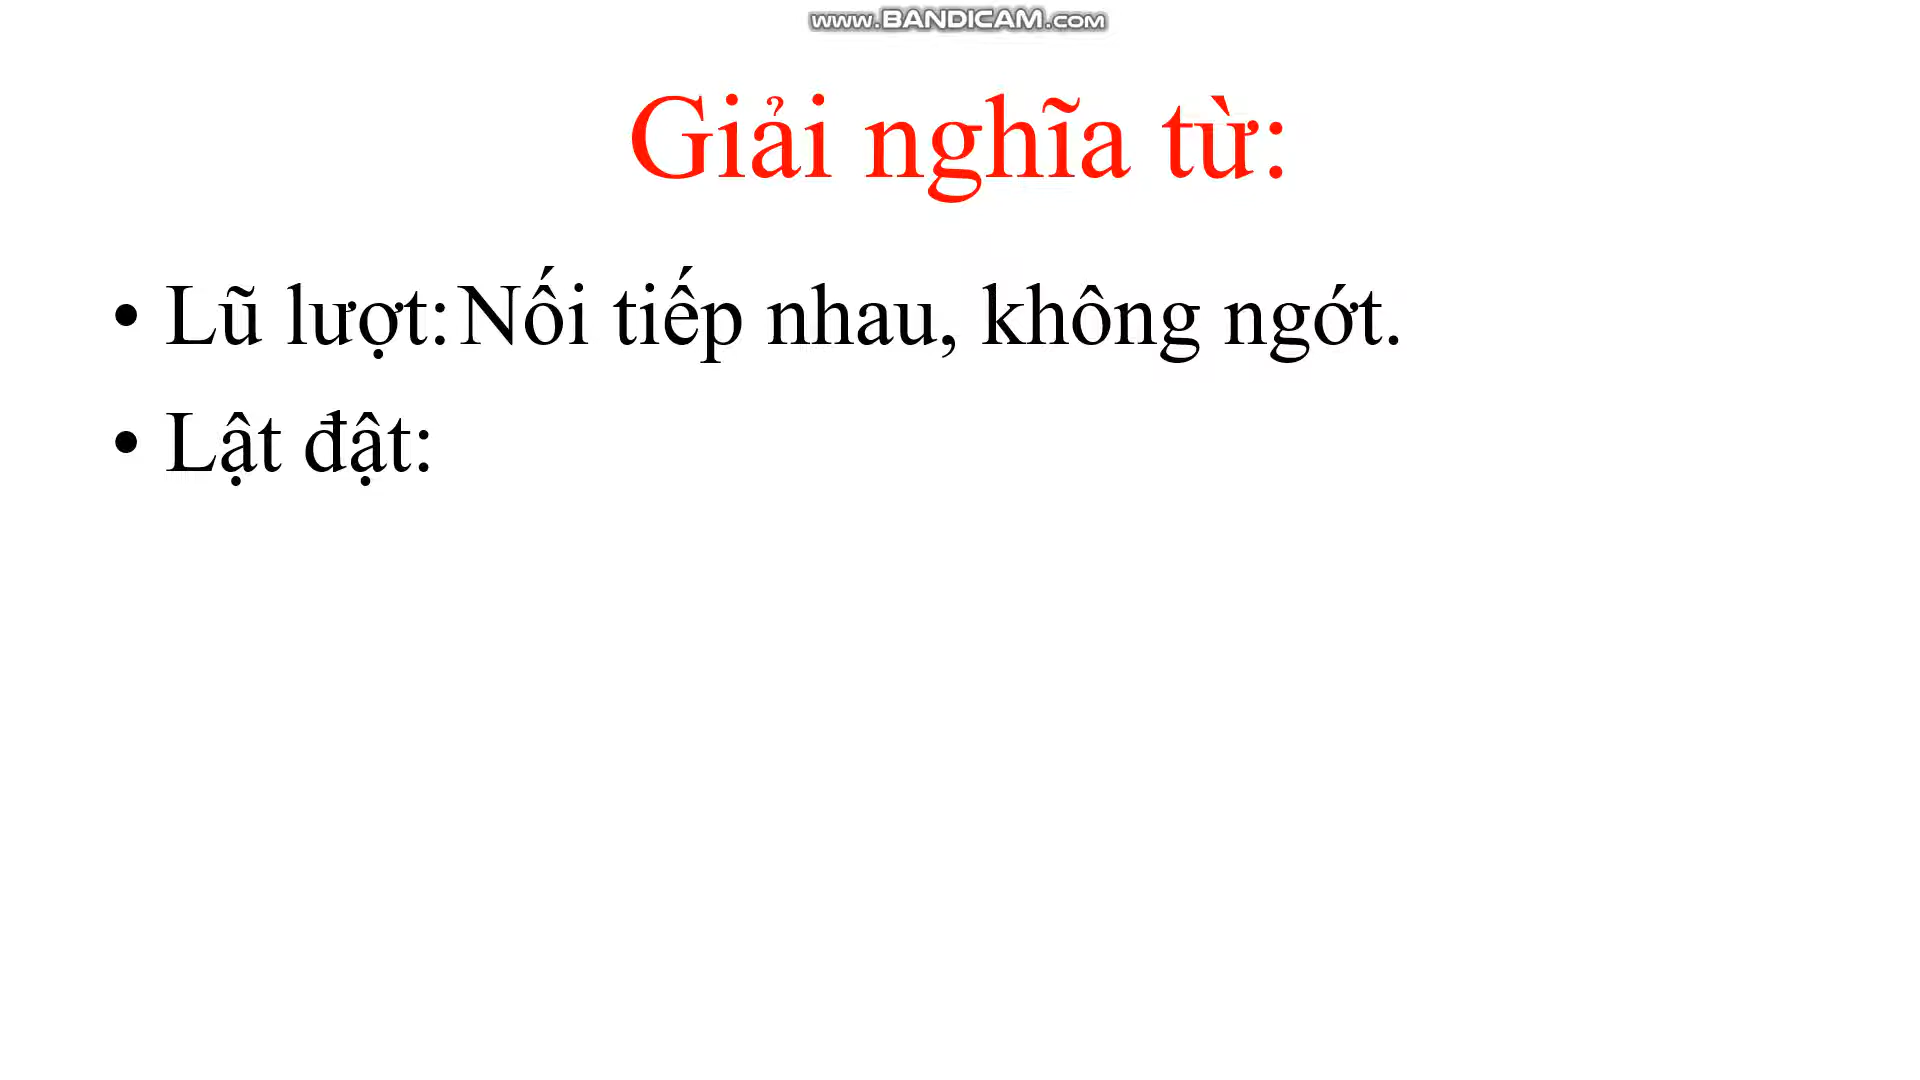 www.BANDICAM.com
Giải nghĩa từ:
• Lũ lượt: Nối tiếp nhau, không ngớt.
• Lật đật: